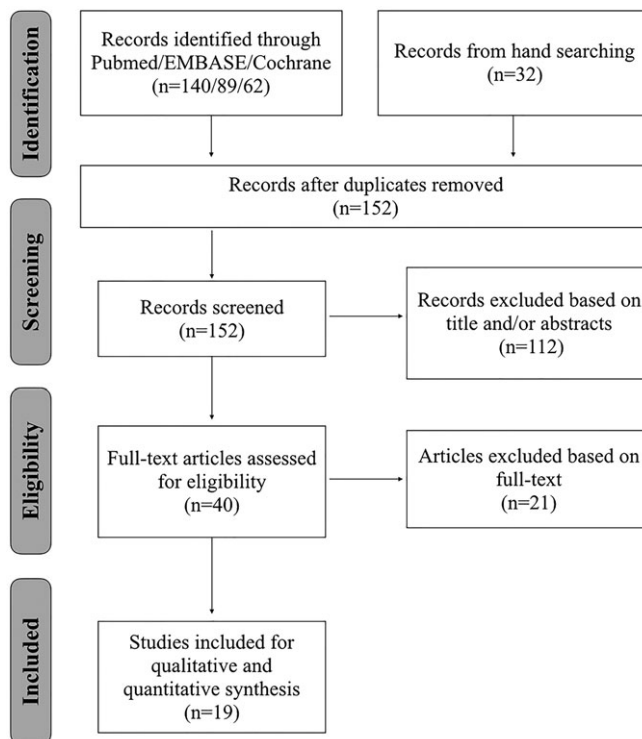 Identification
Records identified through
Pubmed/EMBASE/Cochrane
(n=140/89/62)
Records from hand searching
(n=32)
Records after duplicates removed
(n=152)
Screening
Records screened
(n=152)
Records excluded based on
title and/or abstracts
(n=112)
Eligibility
Full-text articles assessed
for eligibility
(n=40)
Articles excluded based on
full-text
(n=21)
Included
Studies included for
qualitative and
quantitative synthesis
(n=19)